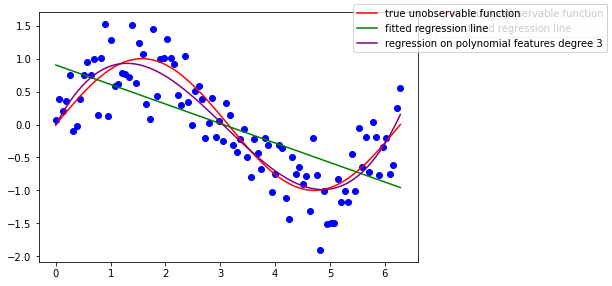 true unobservable function
fitted regression line
regression on polynomial features degree 3
1.5
1.0
0.5
0.0
−0.5
−1.0
−1.5
−2.0
0 1 2 3 4 5 6